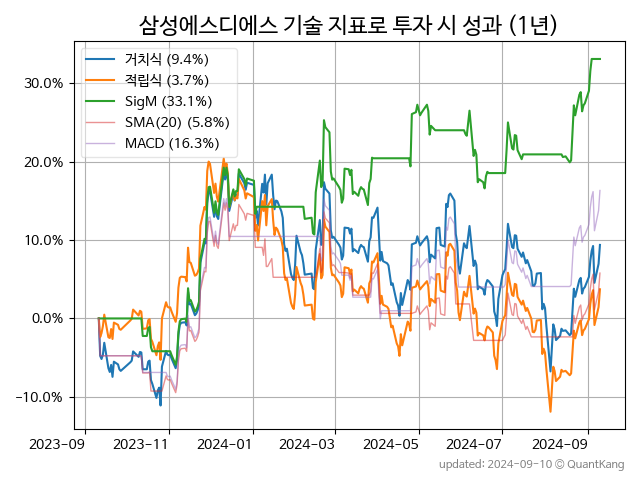 삼성에스디에스 기술 지표로 투자 시 성과 (1년)
거치식 (9.4%)
적립식 (3.7%)
SigM (33.1%)
SMA(20) (5.8%)
MACD (16.3%)
30.0%
20.0%
10.0%
0.0%
−10.0%
2023-09 2023-11 2024-01 2024-03 2024-05 2024-07 2024-09
updated: 2024-09-10 © QuantKang